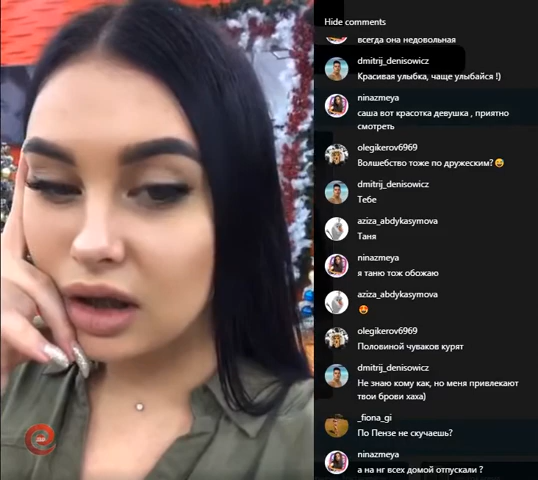 Hide comments
всегда она недовольная
dmitrij_denisowicz
Красивая улыбка, чаще улыбайся !)
ninazmeya
саша вот красотка девушка , приятно
смотреть
olegikerov6969
Волшебство тоже по дружеским?😅
dmitrij_denisowicz
Тебе
aziza_abdykasymova
Таня
ninazmeya
я таню тож обожаю
aziza_abdykasymova
😍
olegikerov6969
Половиной чуваков курят
dmitrij_denisowicz
Не знаю кому как, но меня привлекают
твои брови хаха)
_fiona_gi
По Пензе не скучаешь?
ninazmeya
а на нг всех домой отпускали ?